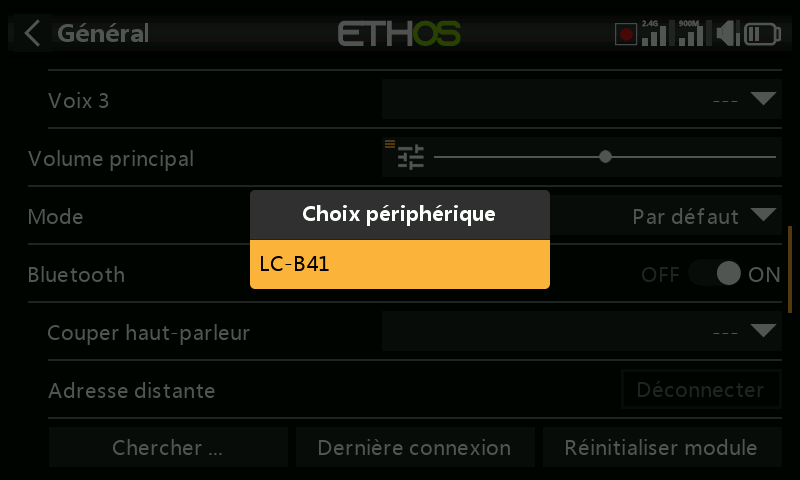 Général
ETHOS
2.4G
900M
Voix 3
---
Volume principal
Mode
Par défaut
Choix périphérique
LC-B41
Bluetooth
OFF
ON
Couper haut-parleur
---
Adresse distante
Déconnecter
Chercher ...
Dernière connexion
Réinitialiser module